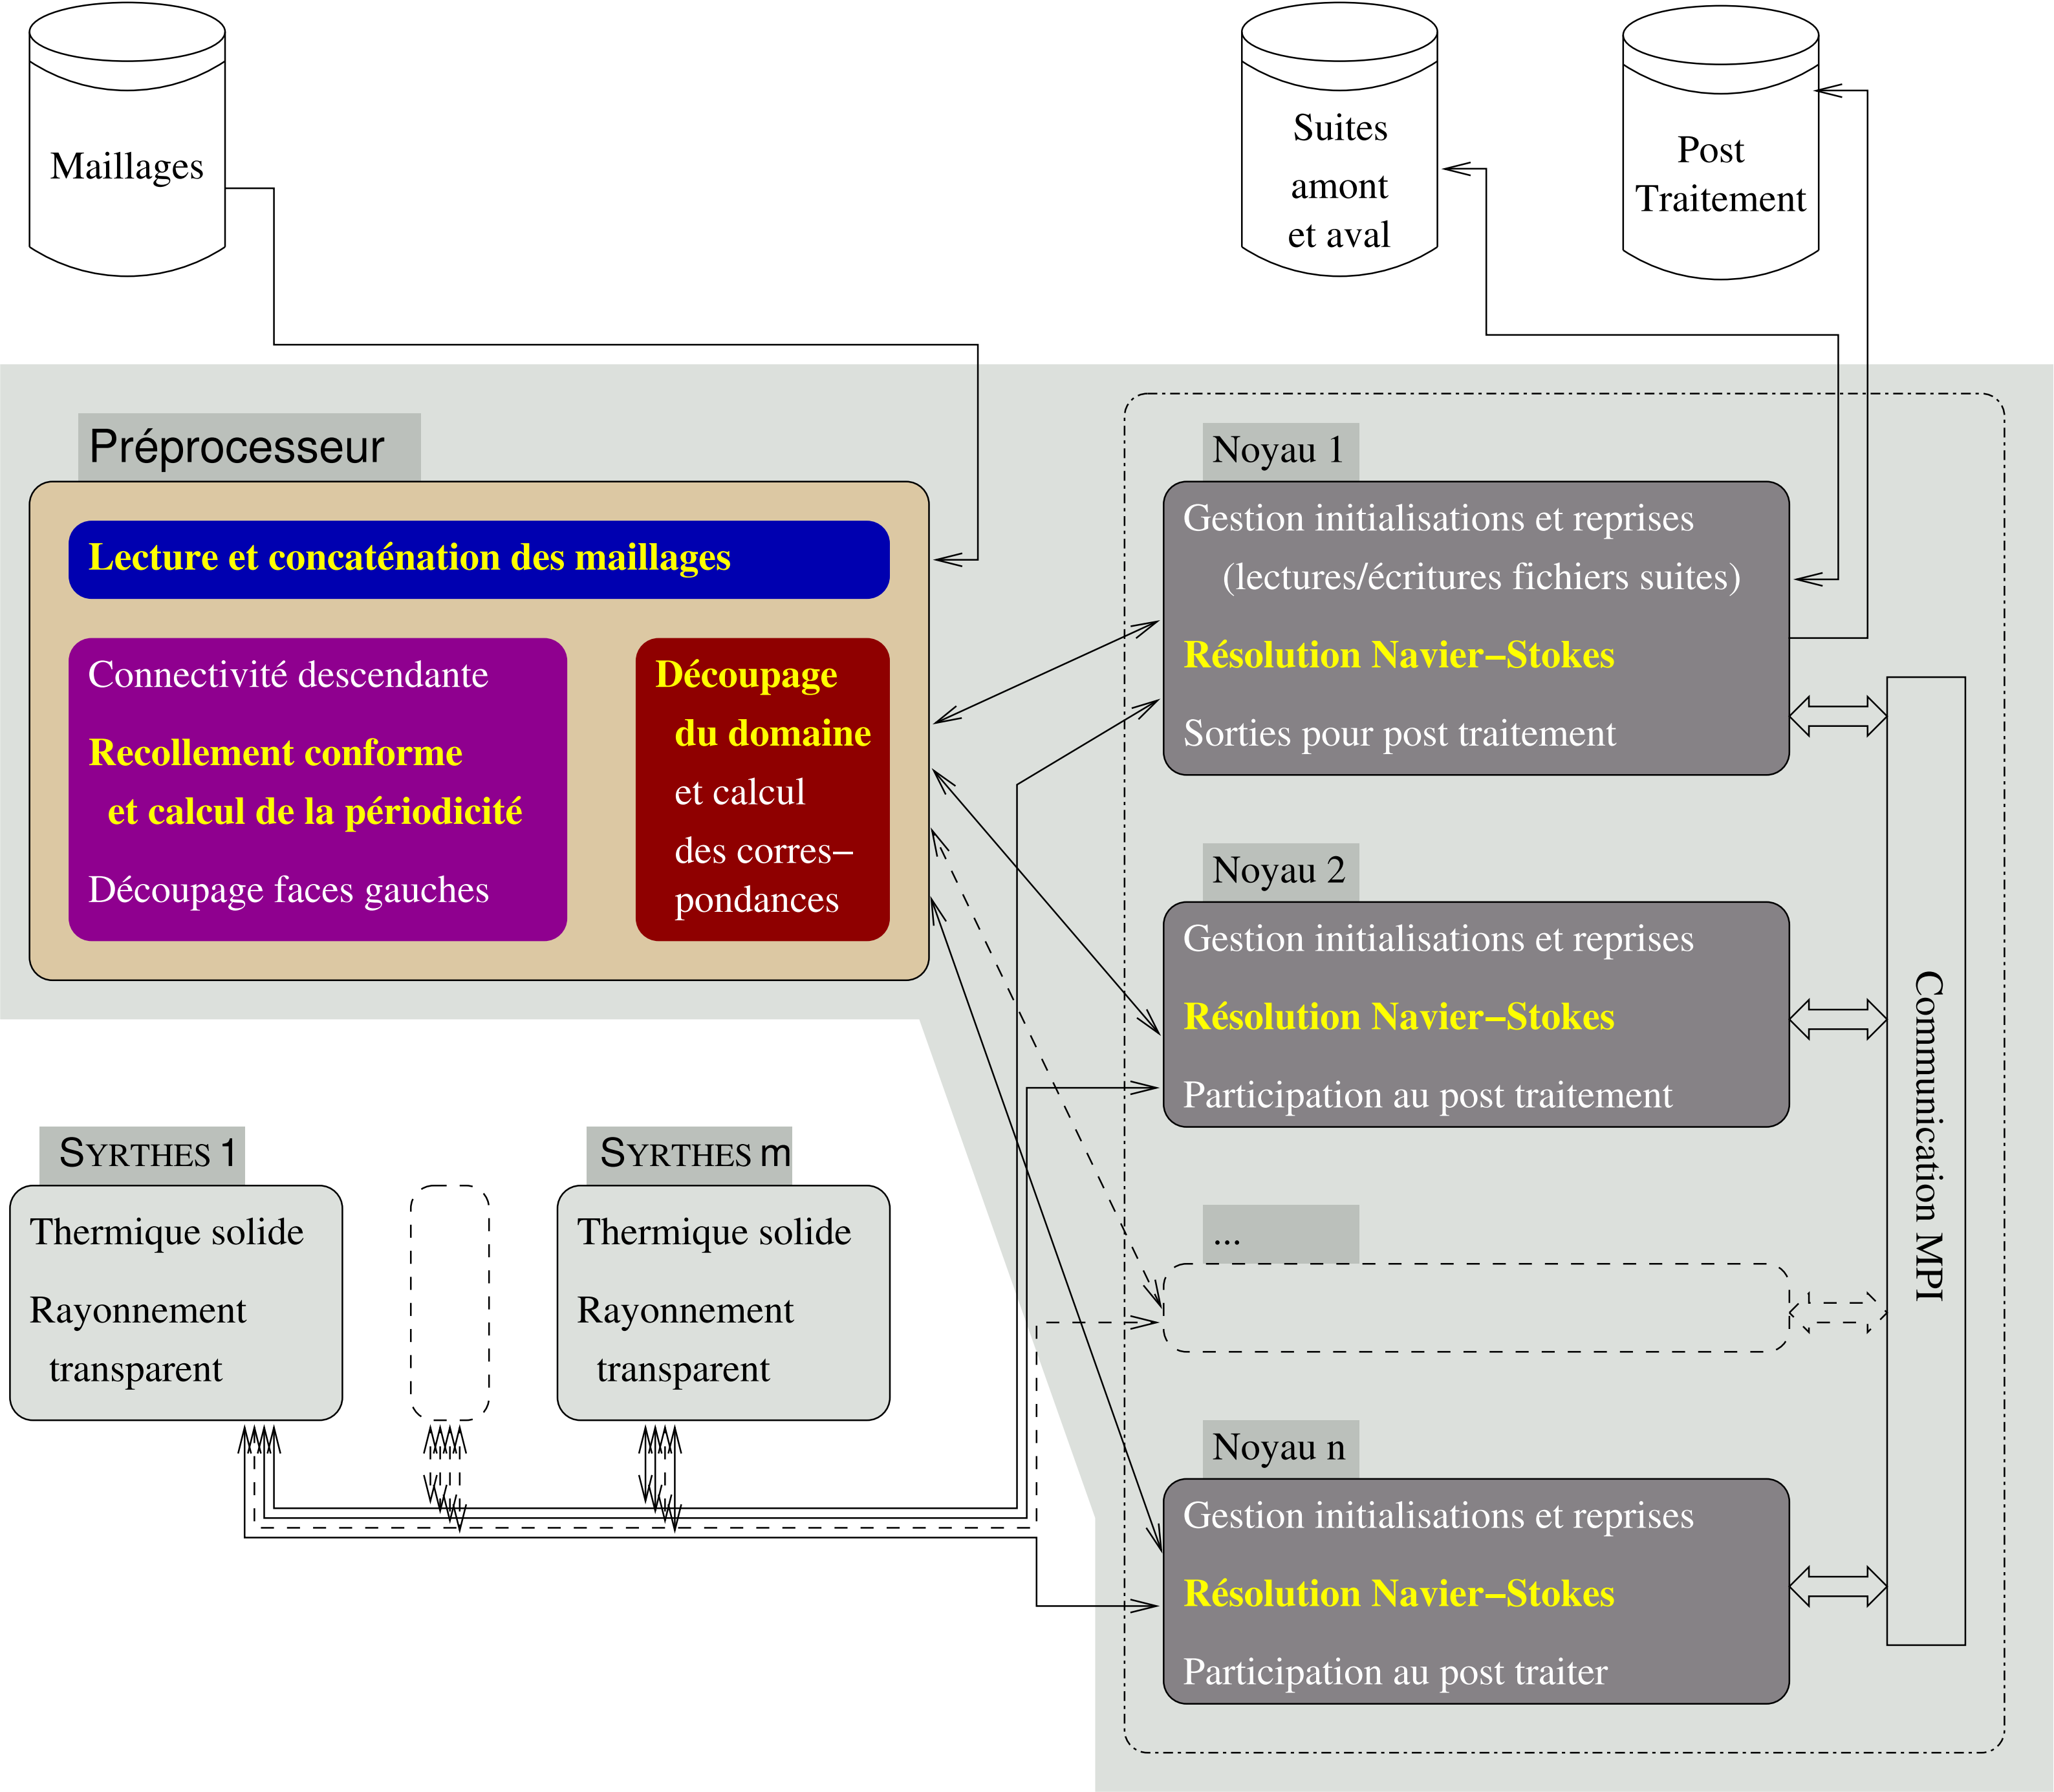 Maillages
Suites
amont
et aval
Post
Traitement
Préprocesseur
Lecture et concaténation des maillages
Connectivité descendante
Recollement conforme
et calcul de la périodicité
Découpage faces gauches
Découpage
du domaine
et calcul
des corres–
pondances
Noyau 1
Gestion initialisations et reprises
(lectures/écritures fichiers suites)
Résolution Navier–Stokes
Sorties pour post traitement
Noyau 2
Gestion initialisations et reprises
Résolution Navier–Stokes
Participation au post traitement
...
Noyau n
Gestion initialisations et reprises
Résolution Navier–Stokes
Participation au post traiter
Communication MPI
SYRTHES 1
Thermique solide
Rayonnement
transparent
SYRTHES m
Thermique solide
Rayonnement
transparent